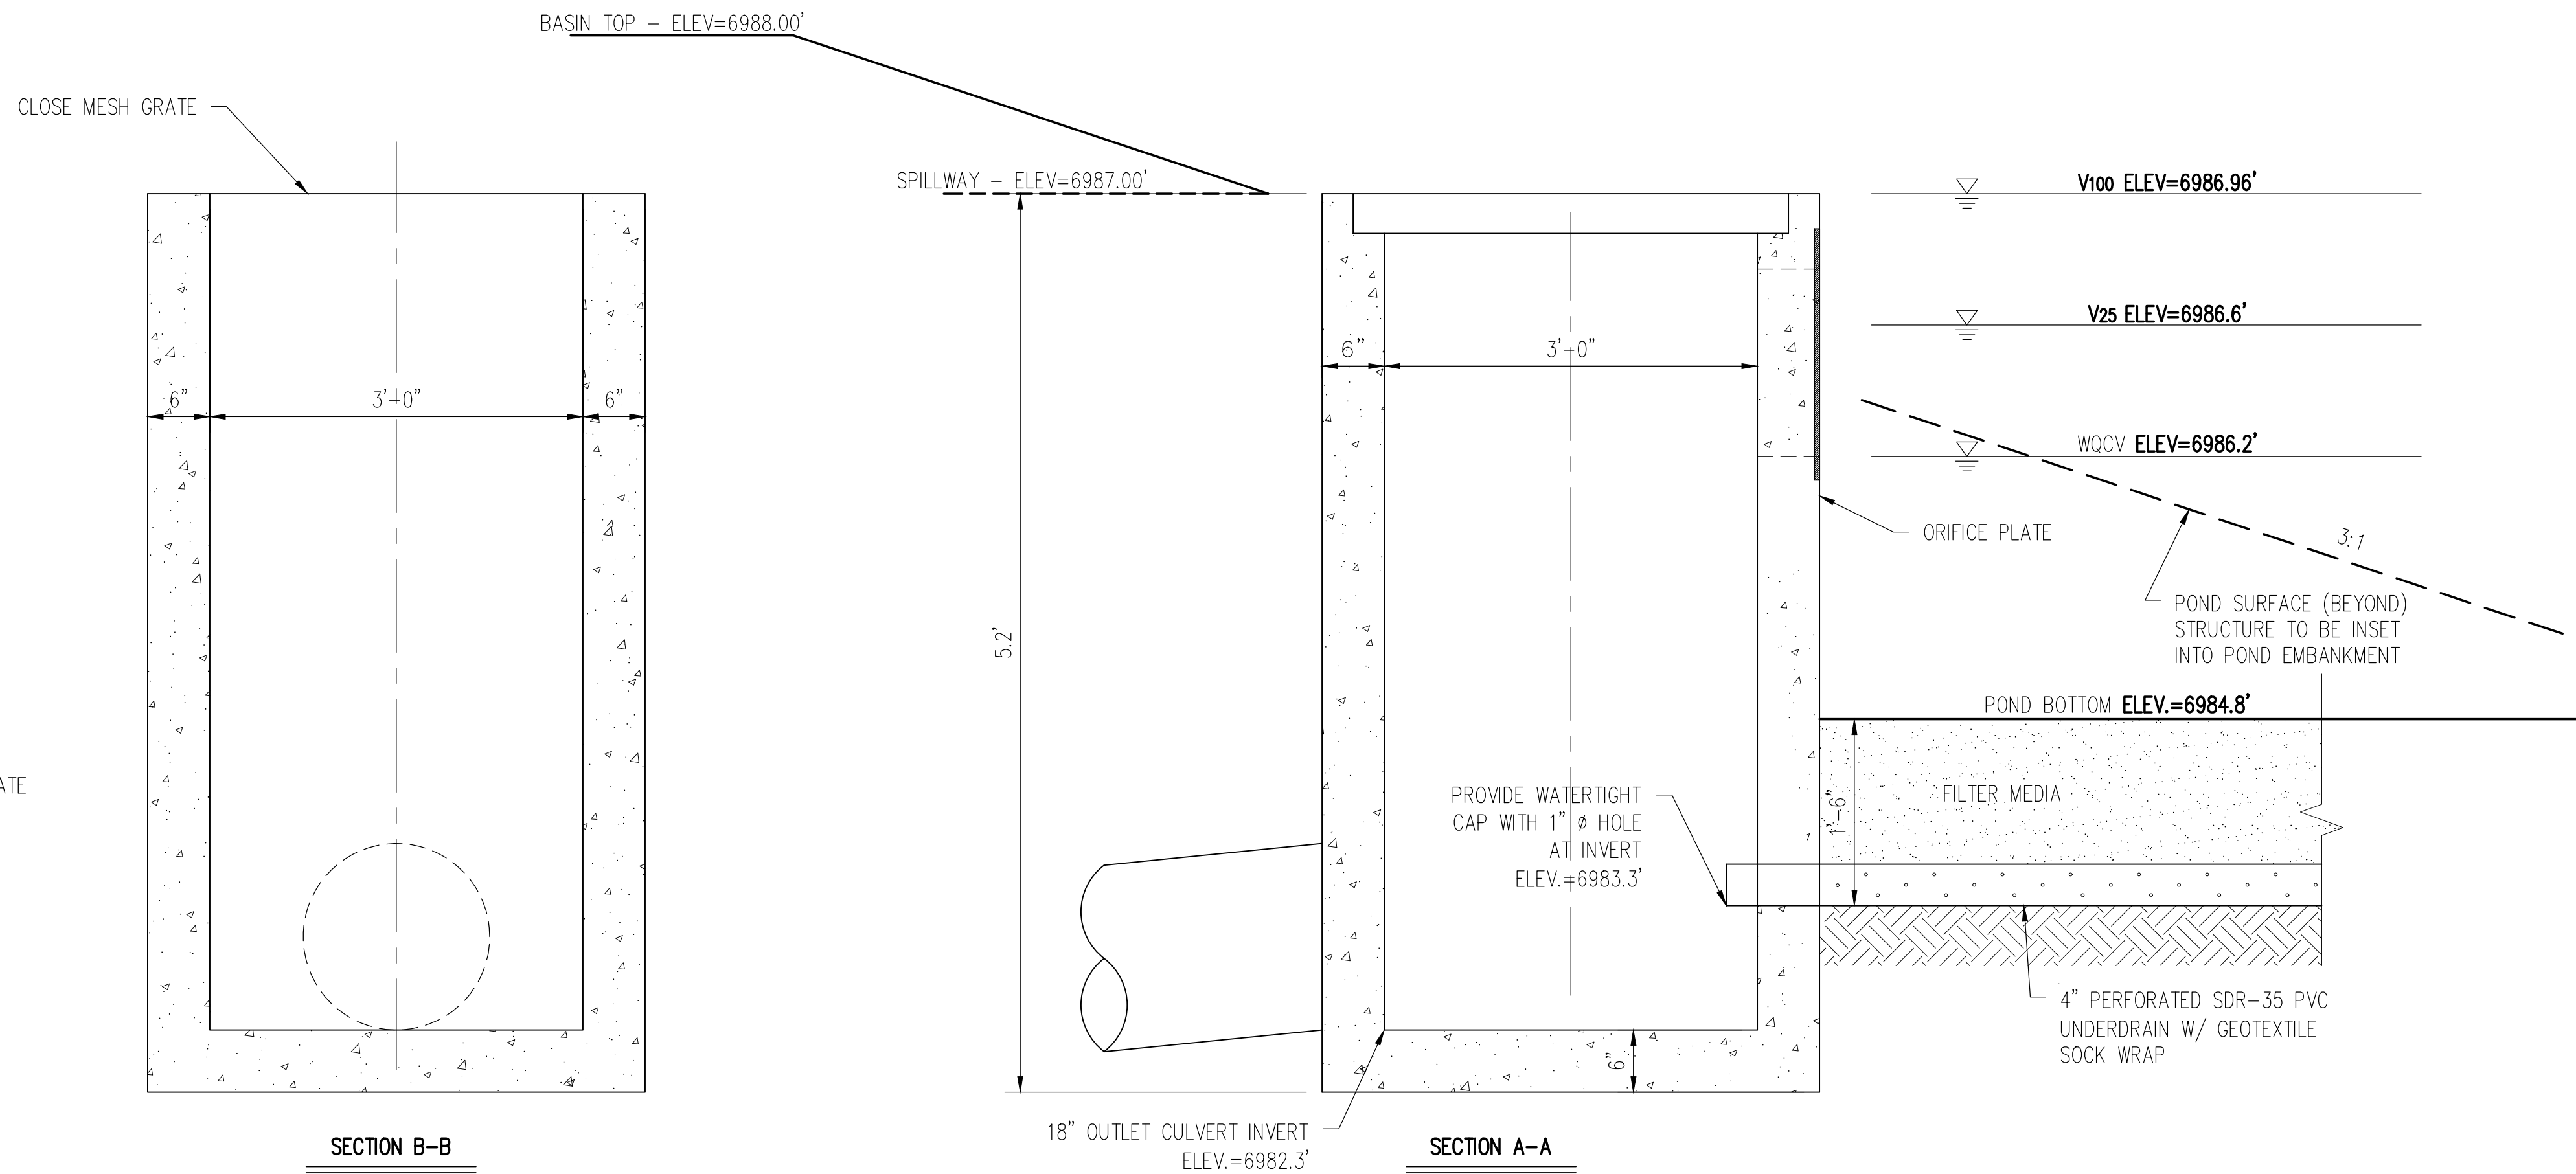 BASIN TOP - ELEV=6988.00'
CLOSE MESH GRATE
SPILLWAY - ELEV=6987.00'
V100 ELEV=6986.96'
V25 ELEV=6986.6'
6"
3'-0"
6"
3'-0"
6"
WQCV ELEV=6986.2'
ORIFICE PLATE
3:1
POND SURFACE (BEYOND)
STRUCTURE TO BE INSET
INTO POND EMBANKMENT
5.2'
POND BOTTOM ELEV.=6984.8'
PROVIDE WATERTIGHT
CAP WITH 1" ø HOLE
AT INVERT
ELEV.=6983.3'
1'-6"
FILTER MEDIA
4" PERFORATED SDR-35 PVC
UNDERDRAIN W/ GEOTEXTILE
SOCK WRAP
6"
18" OUTLET CULVERT INVERT
ELEV.=6982.3'
SECTION B-B
SECTION A-A